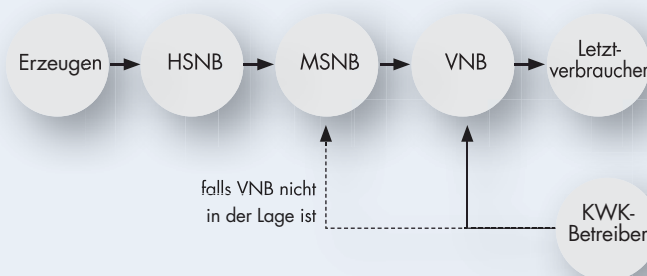 Erzeugen
HSNB
MSNB
VNB
Letzt-
verbraucher
falls VNB nicht
in der Lage ist
KWK-
Betreiber